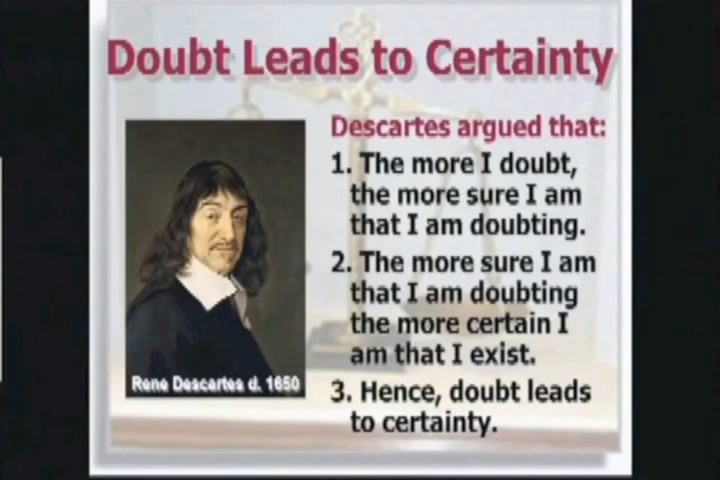 Doubt Leads to Certainty
Descartes argued that:
1. The more I doubt,
the more sure I am
that I am doubting.
2. The more sure I am
that I am doubting
the more certain I
am that I exist.
3. Hence, doubt leads
to certainty.
Rene Descartes d. 1650